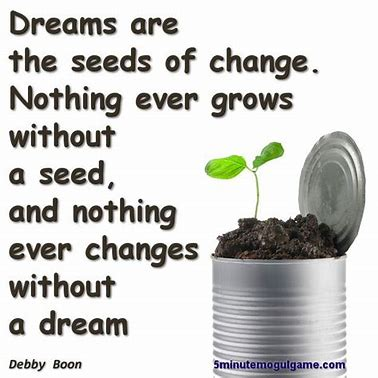 Dreams are
the seeds of change.
Nothing ever grows
without
a seed,
and nothing
ever changes
without
a dream
Debby Boon
5minutemogulgame.com